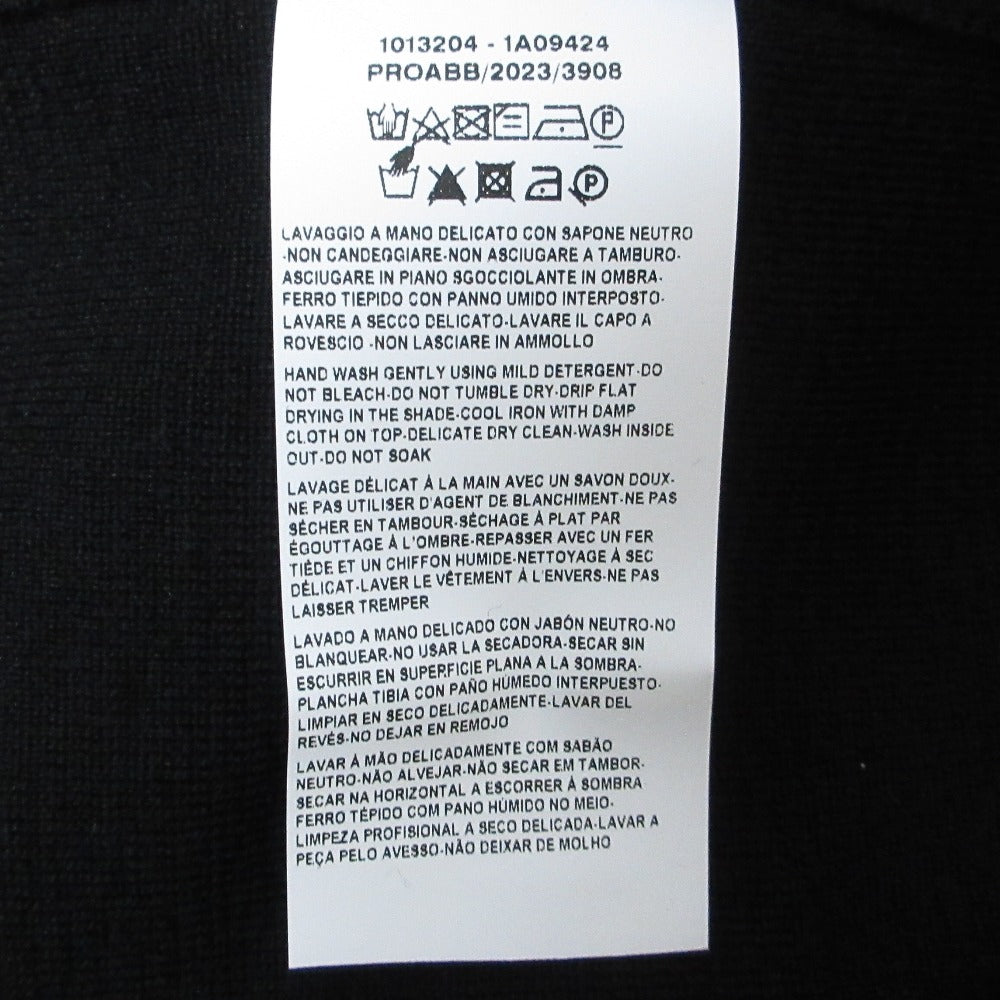 1013204 - 1A09424
PROABB/2023/3908
P
P
LAVAGGIO A MANO DELICATO CON SAPONE NEUTRO
-NON CANDEGGIARE-NON ASCIUGARE A TAMBURO-
ASCIUGARE IN PIANO SGOCCIOLANTE IN OMBRA-
FERRO TIEPIDO CON PANNO UMIDO INTERPOSTO-
LAVARE A SECCO DELICATO-LAVARE IL CAPO A
ROVESCIO -NON LASCIARE IN AMMOLLO
HAND WASH GENTLY USING MILD DETERGENT-DO
NOT BLEACH-DO NOT TUMBLE DRY-DRIP FLAT
DRYING IN THE SHADE-COOL IRON WITH DAMP
CLOTH ON TOP-DELICATE DRY CLEAN-WASH INSIDE
OUT-DO NOT SOAK
LAVAGE DÉLICAT À LA MAIN AVEC UN SAVON DOUX-
NE PAS UTILISER D'AGENT DE BLANCHIMENT-NE PAS
SÉCHER EN TAMBOUR-SÉCHAGE À PLAT PAR
ÉGOUTTAGE À L'OMBRE-REPASSER AVEC UN FER
TIÈDE ET UN CHIFFON HUMIDE-NETTOYAGE À SEC
DÉLICAT-LAVER LE VÊTEMENT À L'ENVERS-NE PAS
LAISSER TREMPER
LAVADO A MANO DELICADO CON JABÓN NEUTRO-NO
BLANQUEAR-NO USAR LA SECADORA-SECAR SIN
ESCURRIR EN SUPERFICIE PLANA A LA SOMBRA-
PLANCHA TIBIA CON PAÑO HÚMEDO INTERPUESTO-
LIMPIAR EN SECO DELICADAMENTE-LAVAR DEL
REVÉS-NO DEJAR EN REMOJO
LAVAR À MÃO DELICADAMENTE COM SABÃO
NEUTRO-NÃO ALVEJAR-NÃO SECAR EM TAMBOR-
SECAR NA HORIZONTAL A ESCORRER À SOMBRA
FERRO TÉPIDO COM PANO HÚMIDO NO MEIO-
LIMPEZA PROFISIONAL A SECO DELICADA-LAVAR A
PEÇA PELO AVESSO-NÃO DEIXAR DE MOLHO